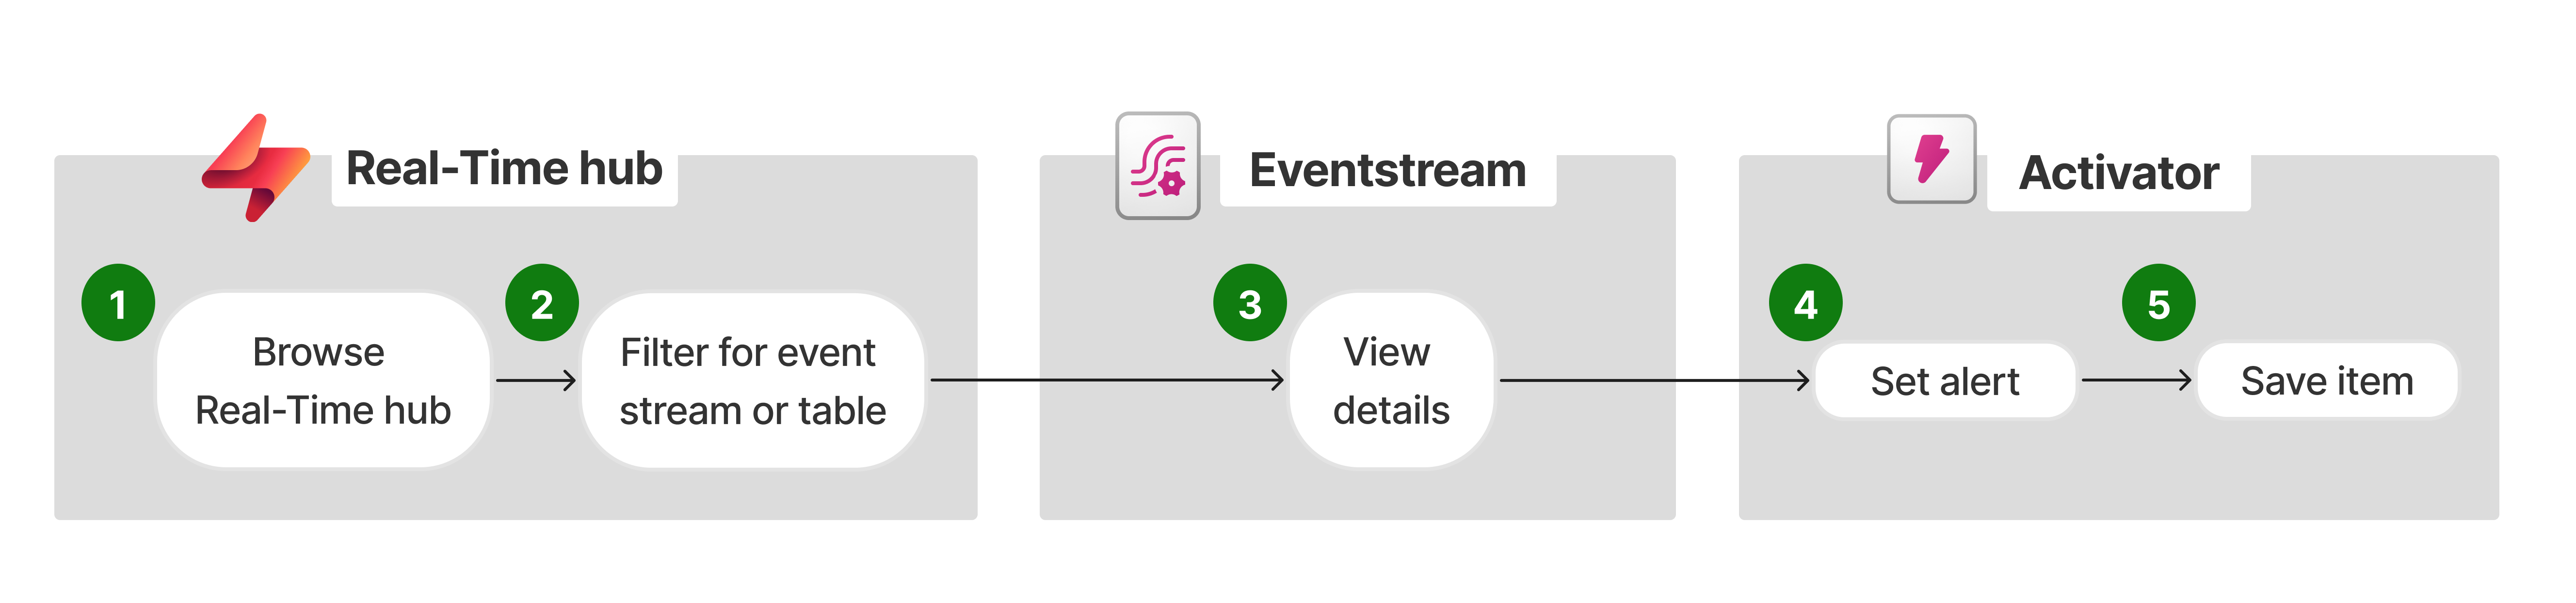 Real-Time hub
1
Browse
Real-Time hub
2
Filter for event
stream or table
Eventstream
3
View
details
Activator
4
Set alert
5
Save item